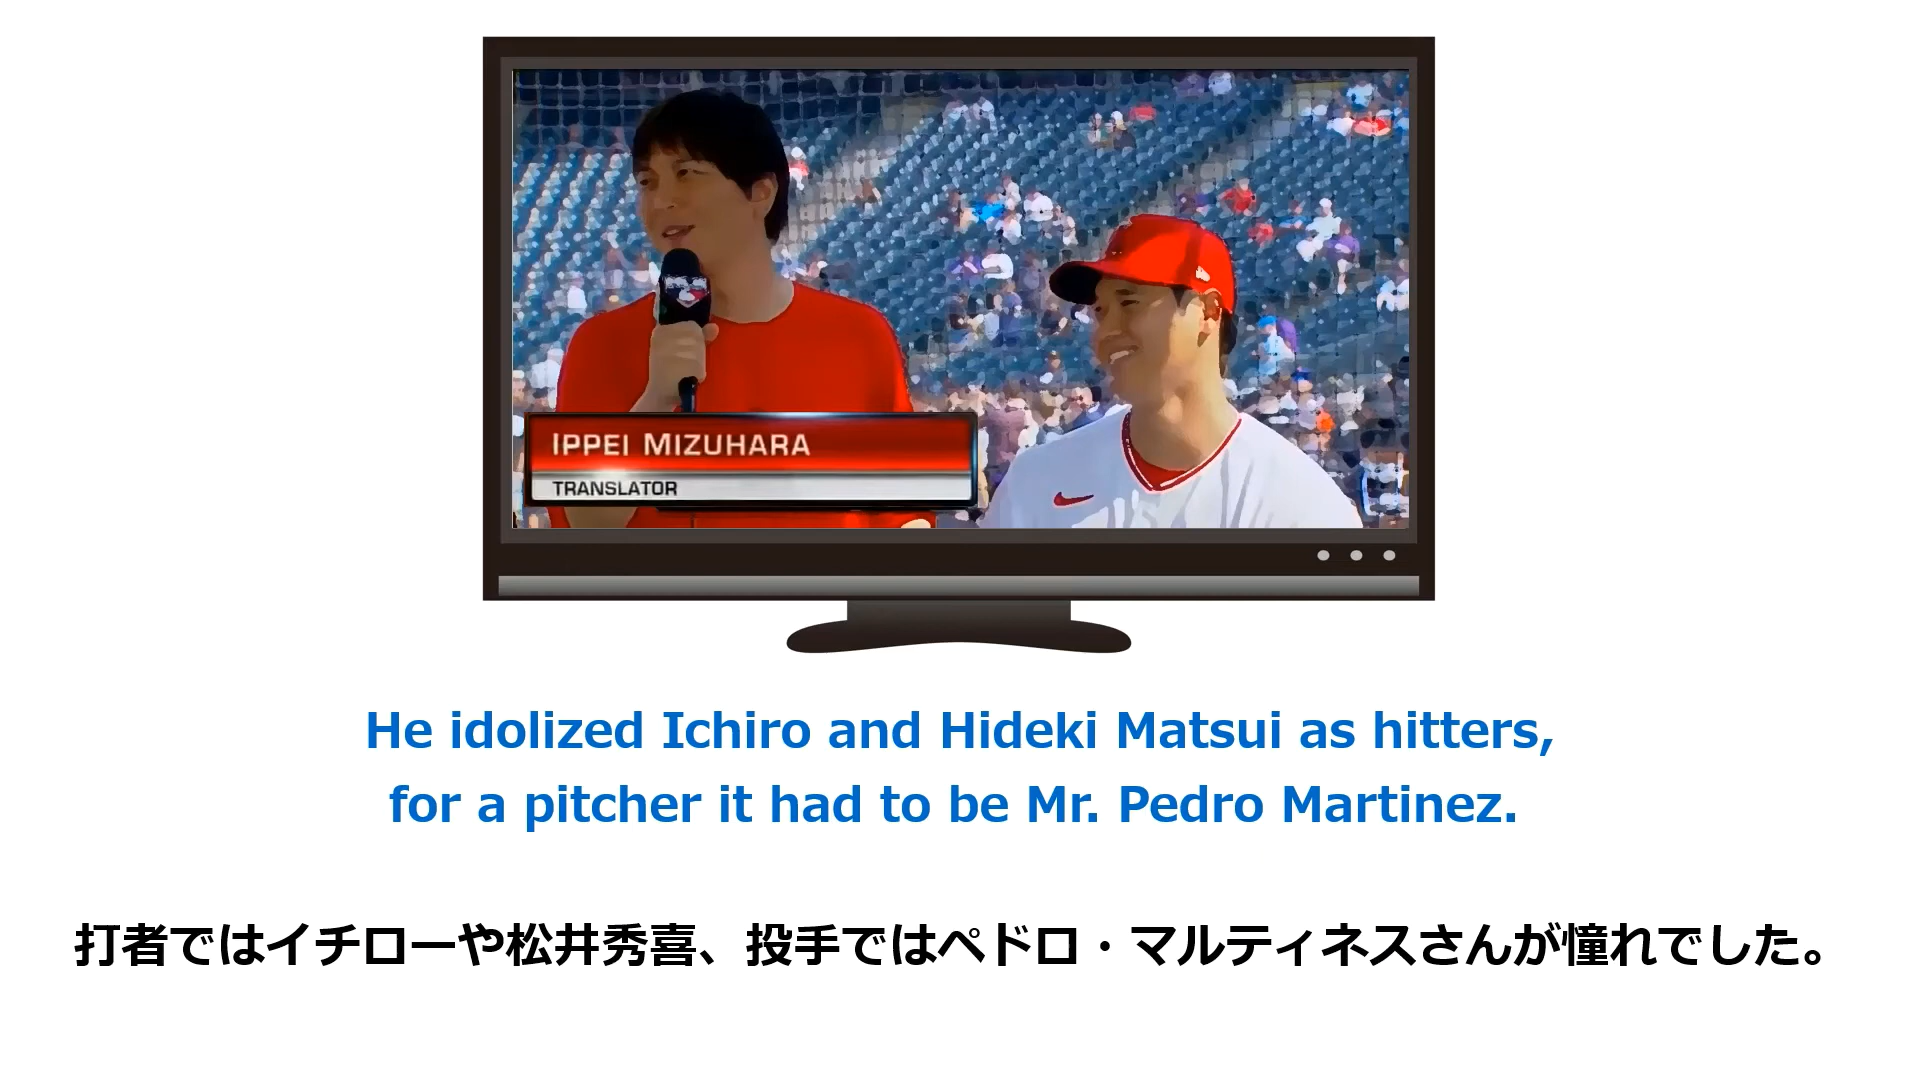 IPPEI MIZUHARA
TRANSLATOR
He idolized Ichiro and Hideki Matsui as hitters,
for a pitcher it had to be Mr. Pedro Martinez.
打者ではイチローや松井秀喜、投手ではペドロ・マルティネスさんが憧れでした。